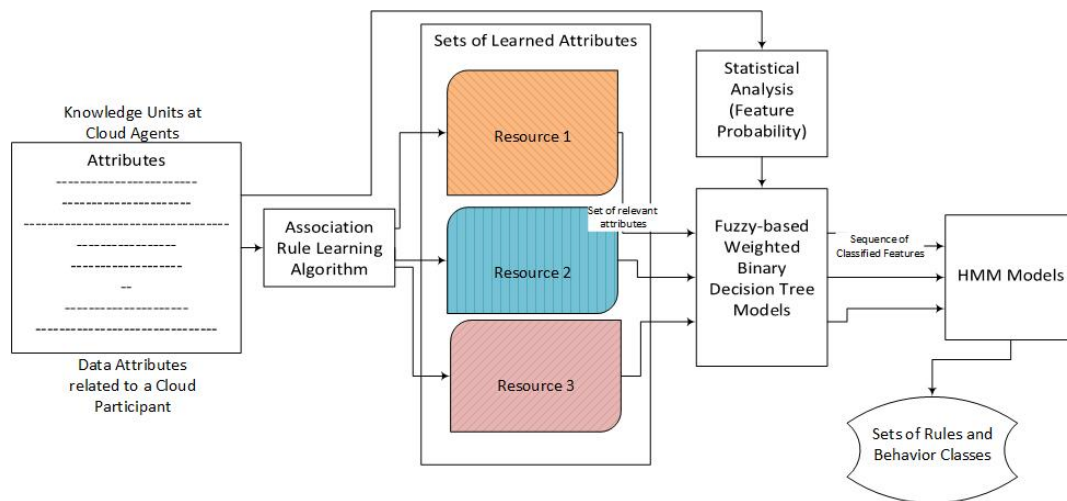 Knowledge Units at
Cloud Agents
Attributes
Data Attributes
related to a Cloud
Participant
Association
Rule Learning
Algorithm
Sets of Learned Attributes
Resource 1
Resource 2
Resource 3
Set of relevant
attributes
Statistical
Analysis
(Feature
Probability)
Fuzzy-based
Weighted
Binary
Decision Tree
Models
Sequence of
Classified Features
HMM Models
Sets of Rules and
Behavior Classes